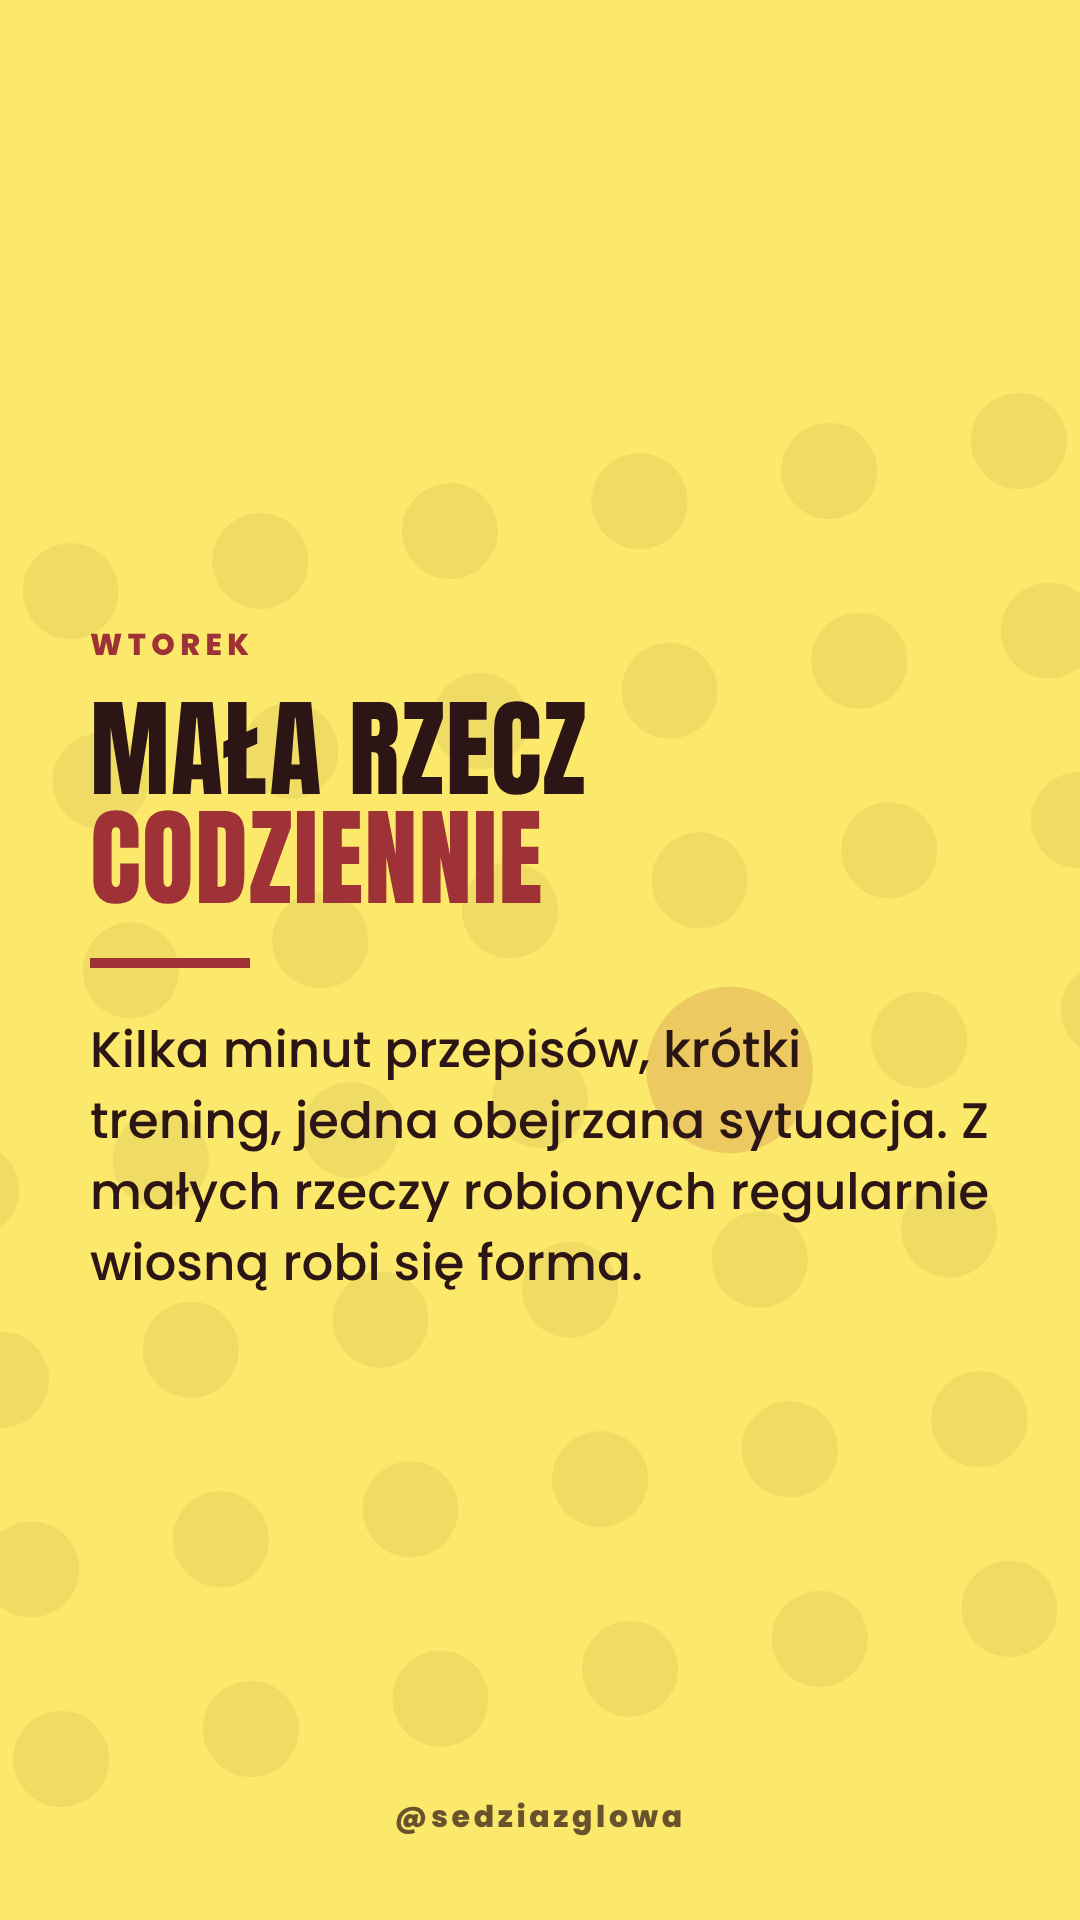 WTOREK
MAŁA RZECZ
CODZIENNIE
Kilka minut przepisów, krótki
trening, jedna obejrzana sytuacja. Z
małych rzeczy robionych regularnie
wiosną robi się forma.
@sedziazglowa